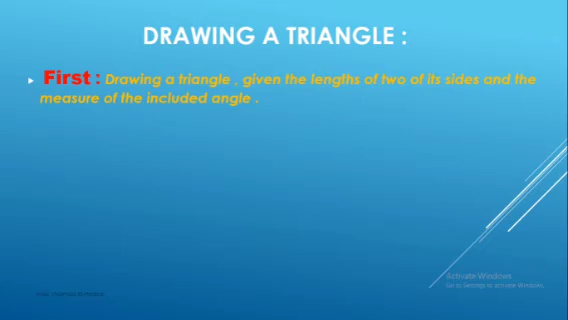 DRAWING A TRIANGLE :
First : Drawing a triangle , given the lengths of two of its sides and the
measure of the included angle .
Activate Windows
Go to Settings to activate Windows.